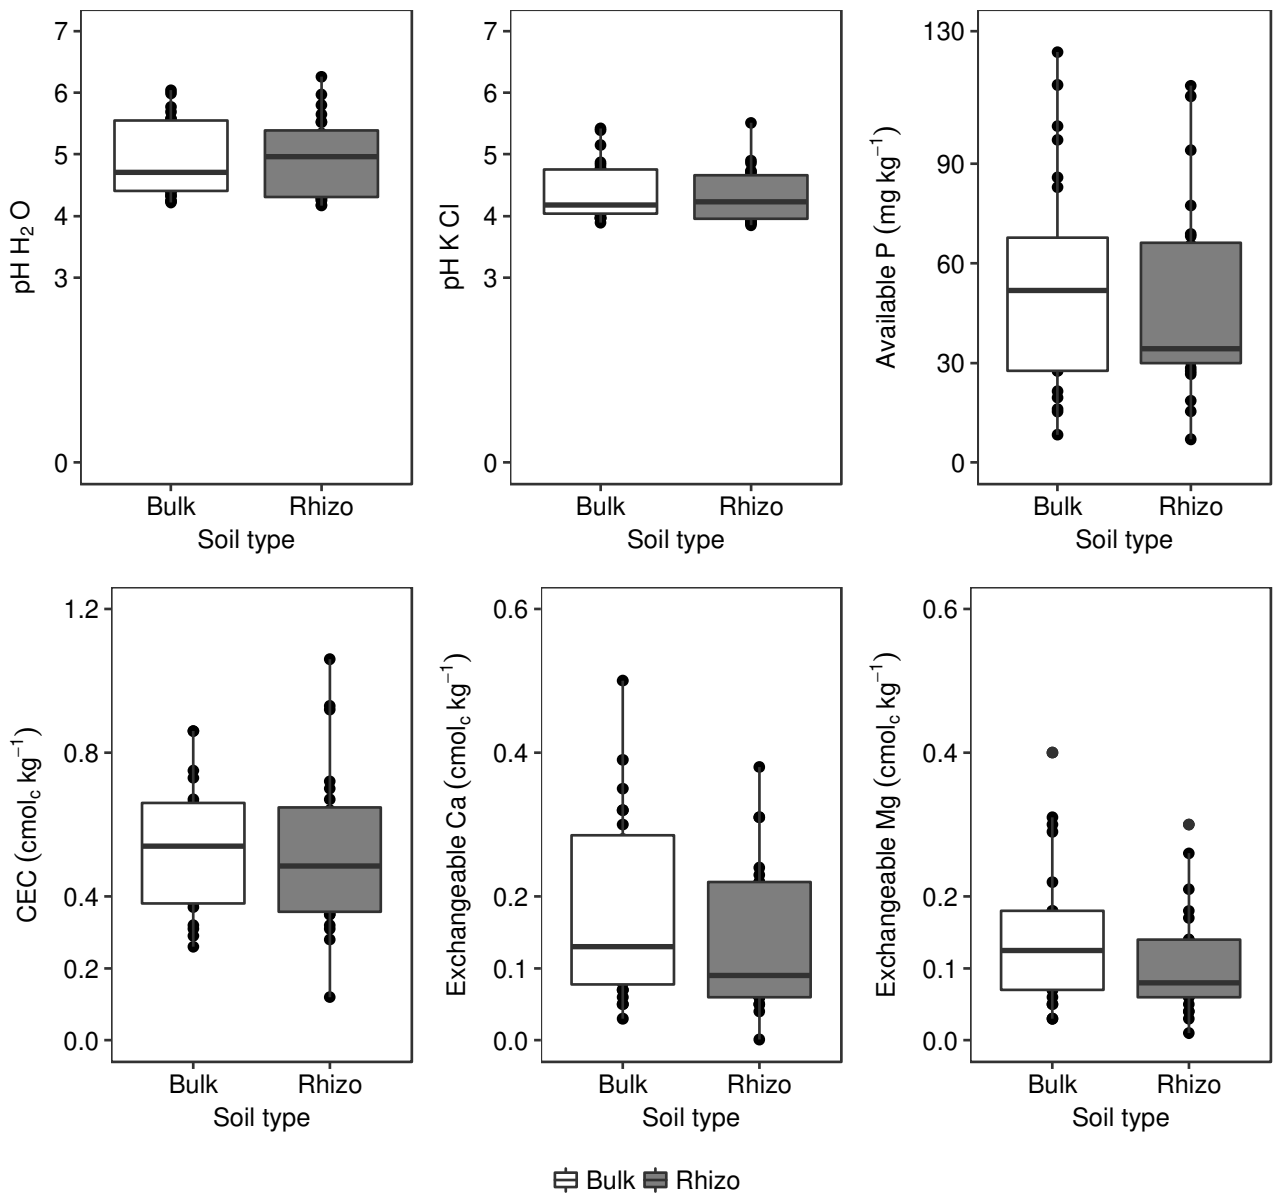 7
6
5
4
3
0
pH H₂ O
Bulk Rhizo
Soil type
7
6
5
4
3
0
pH K Cl
Bulk Rhizo
Soil type
130
90
60
30
0
Available P (mg kg⁻¹)
Bulk Rhizo
Soil type
1.2
0.8
0.4
0.2
0.0
CEC (cmol꜀ kg⁻¹)
Bulk Rhizo
Soil type
0.6
0.4
0.2
0.1
0.0
Exchangeable Ca (cmol꜀ kg⁻¹)
Bulk Rhizo
Soil type
0.6
0.4
0.2
0.1
0.0
Exchangeable Mg (cmol꜀ kg⁻¹)
Bulk Rhizo
Soil type
Bulk Rhizo